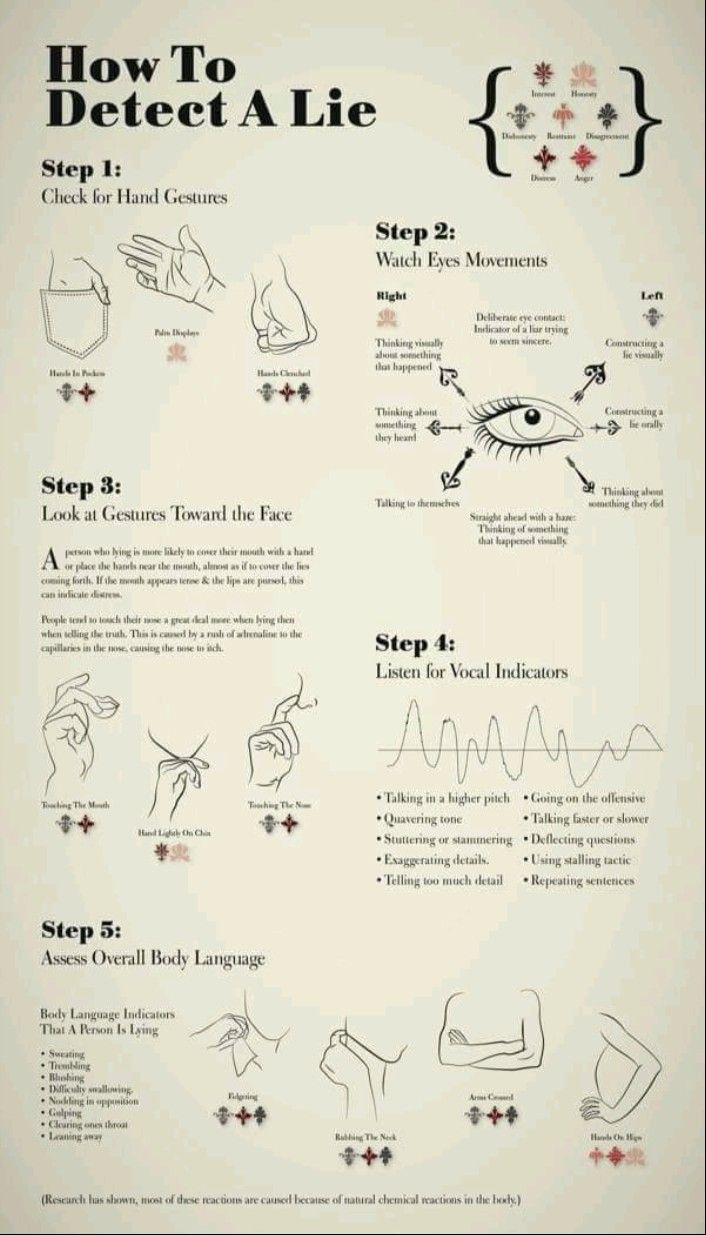 How To
Detect A Lie
Interest Honesty
Dishonesty Restraint Disagreement
Distress Anger
Step 1:
Check for Hand Gestures
Palm Displays
Hands In Pockets
Hands Clenched
Step 2:
Watch Eyes Movements
Right
Left
Deliberate eye contact:
Indicator of a liar trying
to seem sincere.
Thinking visually
about something
that happened
Constructing a
lie visually
Thinking about
something
they heard
Constructing a
lie orally
Talking to themselves
Thinking about
something they did
Straight ahead with a haze:
Thinking of something
that happened visually.
Step 3:
Look at Gestures Toward the Face
A person who lying is more likely to cover their mouth with a hand
or place the hands near the mouth, almost as if to cover the lies
coming forth. If the mouth appears tense & the lips are pursed, this
can indicate distress.
People tend to touch their nose a great deal more when lying then
when telling the truth. This is caused by a rush of adrenaline to the
capillaries in the nose, causing the nose to itch.
Touching The Mouth
Hand Lightly On Chin
Touching The Nose
Step 4:
Listen for Vocal Indicators
• Talking in a higher pitch
• Quavering tone
• Stuttering or stammering
• Exaggerating details.
• Telling too much detail
• Going on the offensive
• Talking faster or slower
• Deflecting questions
• Using stalling tactic
• Repeating sentences
Step 5:
Assess Overall Body Language
Body Language Indicators
That A Person Is Lying
• Sweating
• Trembling
• Blushing
• Difficulty swallowing.
• Nodding in opposition
• Gulping
• Clearing ones throat
• Leaning away
Fidgeting
Rubbing The Neck
Arms Crossed
Hands On Hips
(Research has shown, most of these reactions are caused because of natural chemical reactions in the body.)